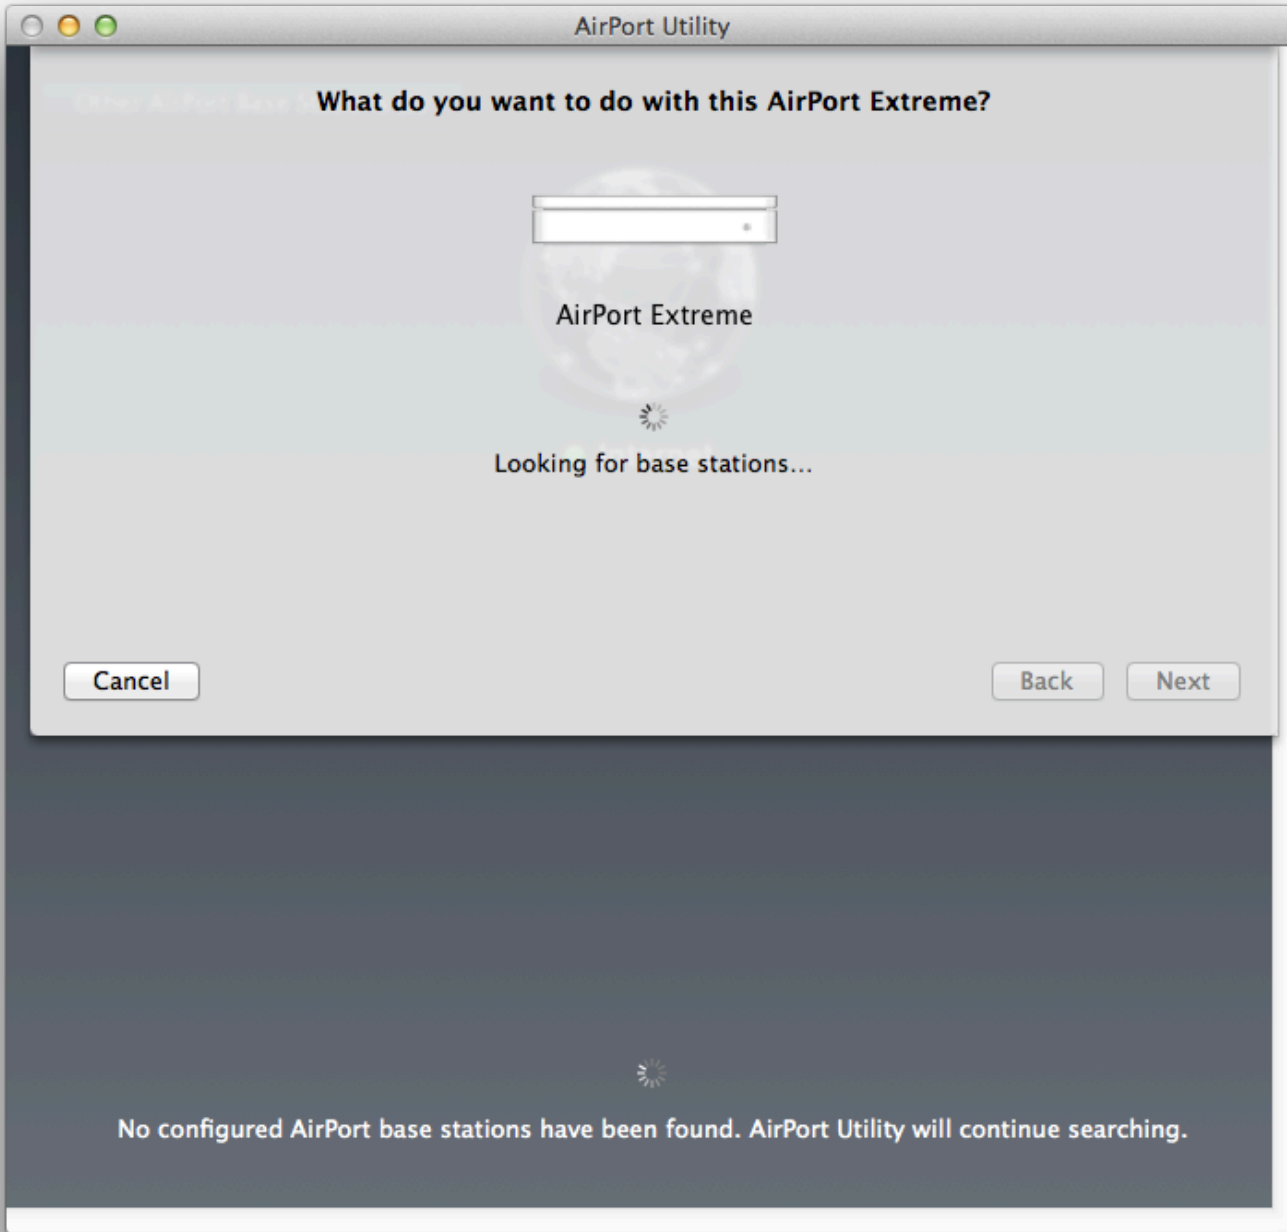 AirPort Utility
What do you want to do with this AirPort Extreme?
AirPort Extreme
Looking for base stations...
Cancel
Back
Next
No configured AirPort base stations have been found. AirPort Utility will continue searching.